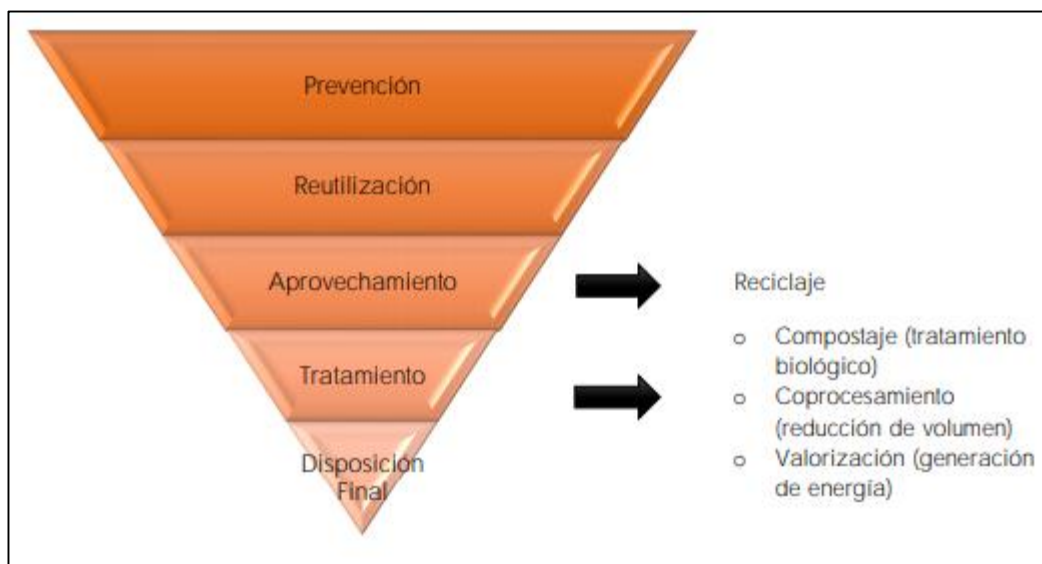 Prevención
Reutilización
Aprovechamiento
Reciclaje
Tratamiento
o Compostaje (tratamiento
biológico)
o Coprocesamiento
(reducción de volumen)
o Valorización (generación
de energía)
Disposición
Final